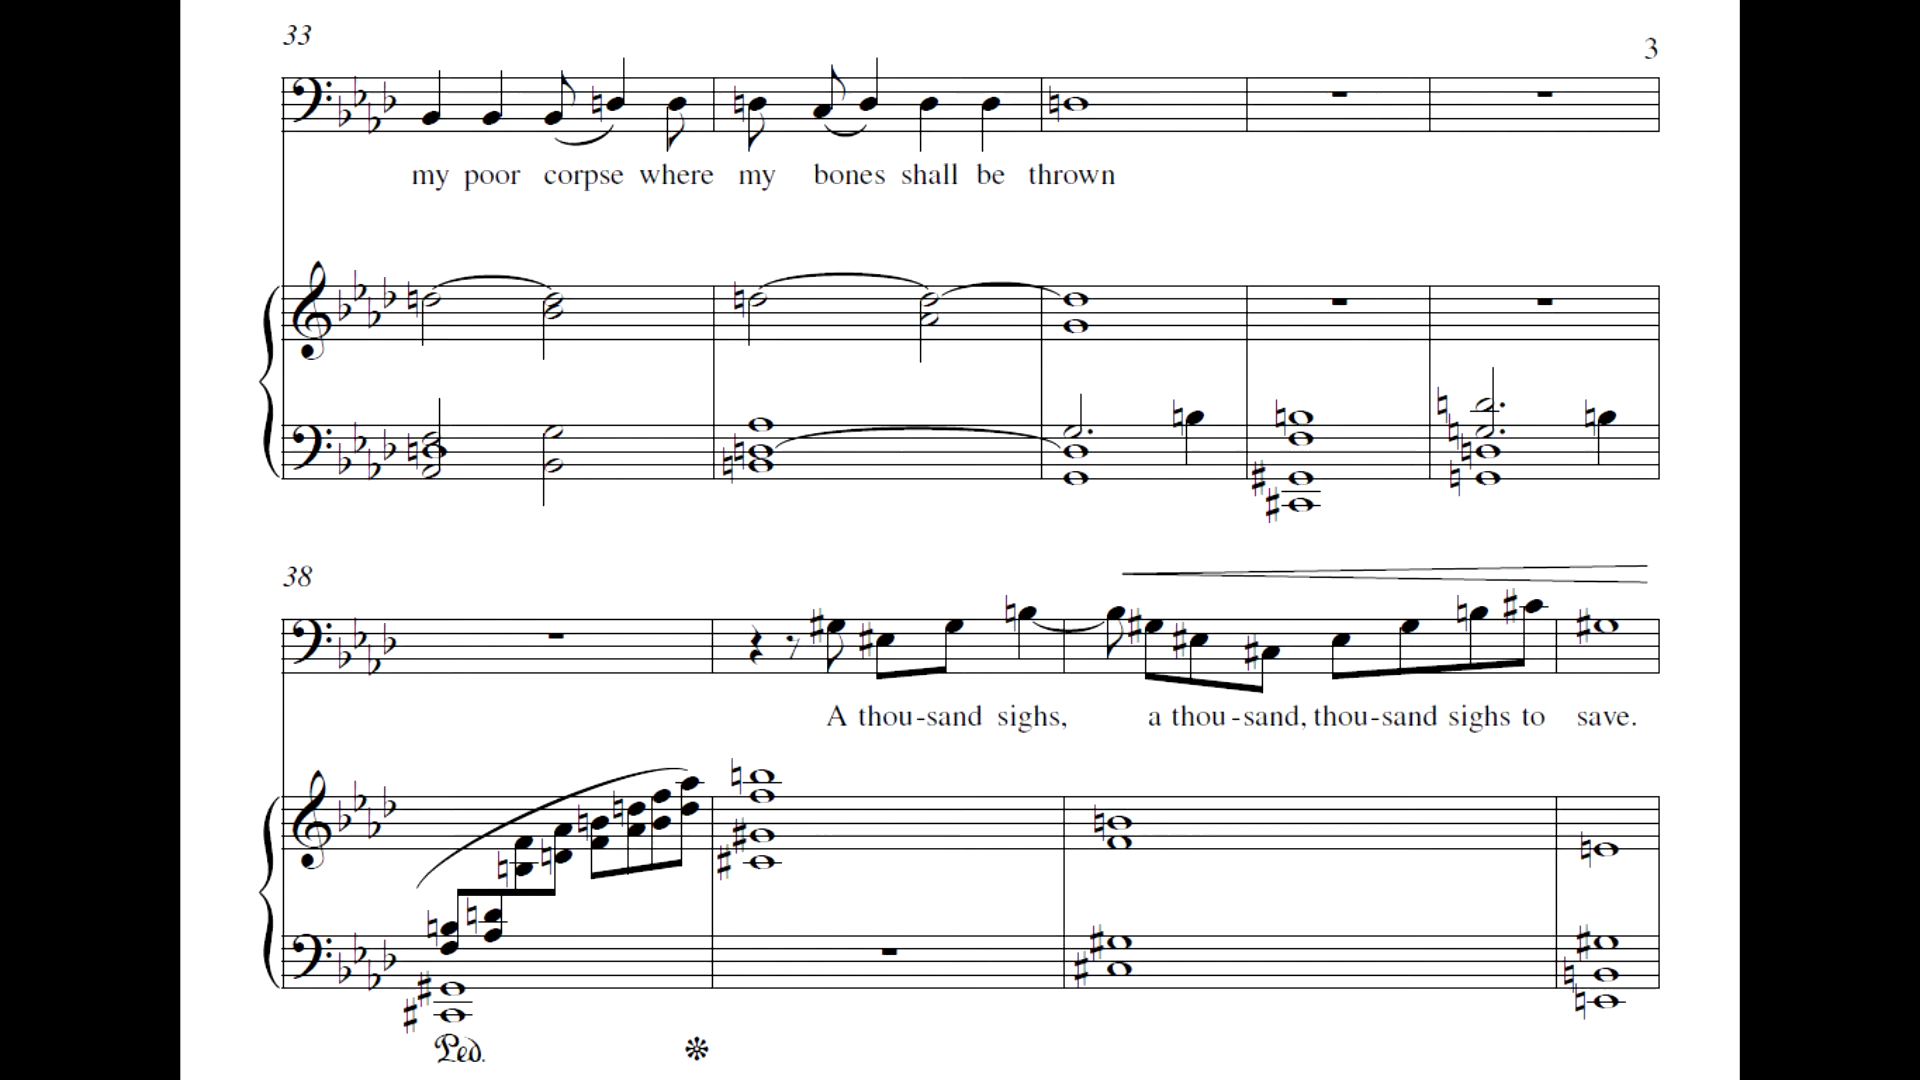 33
3
my poor corpse where my bones shall be thrown
38
A thou-sand sighs, a thou-sand, thou-sand sighs to save.
Ped.